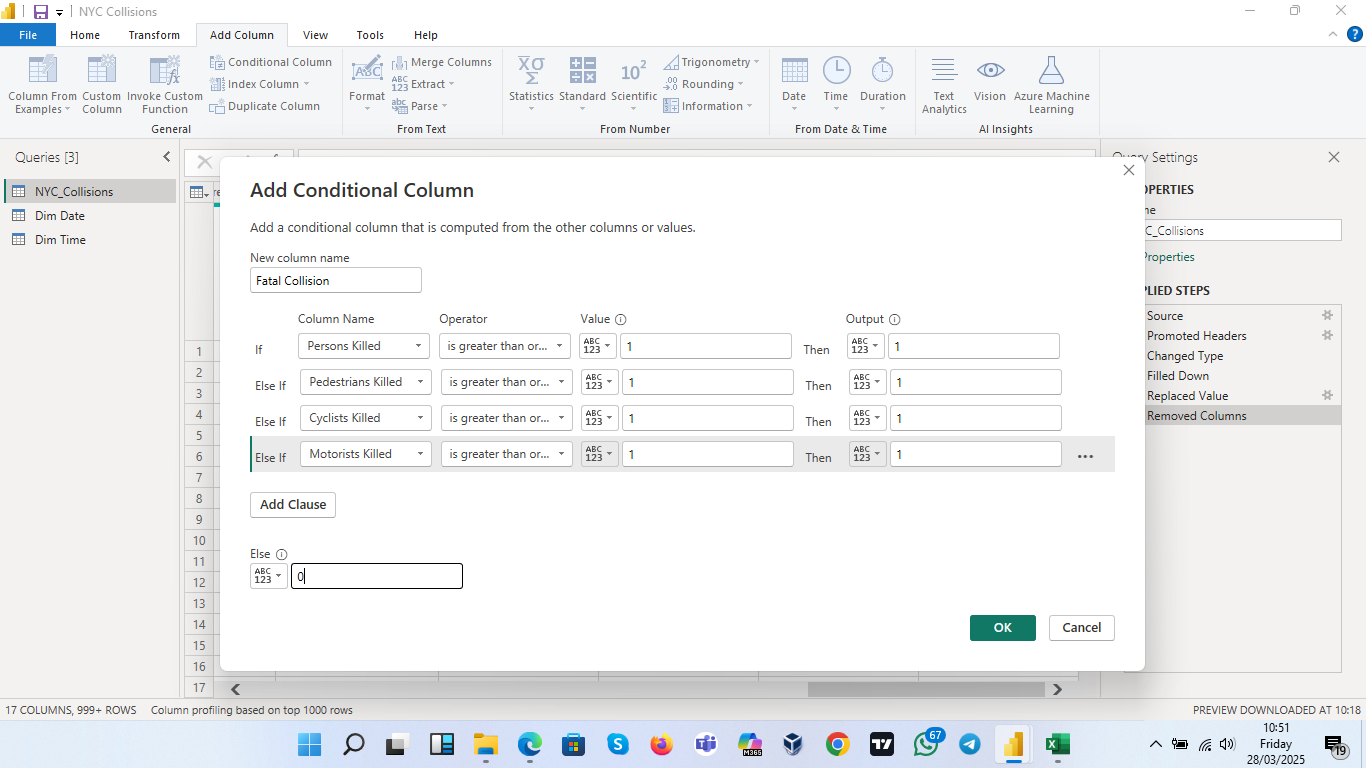 NYC Collisions
File Home Transform Add Column View Tools Help
Column From Examples
Custom Column
Invoke Custom Function
Conditional Column
Index Column
Duplicate Column
General
Format
Merge Columns
Extract
Parse
From Text
Statistics
Standard
Scientific
Trigonometry
Rounding
Information
From Number
Date
Time
Duration
From Date & Time
Text Analytics
Vision
Azure Machine Learning
AI Insights
Queries [3]
NYC_Collisions
Dim Date
Dim Time
Add Conditional Column
Add a conditional column that is computed from the other columns or values.
New column name
Fatal Collision
Column Name Operator Value Output
If Persons Killed is greater than or... ABC 123 1 Then ABC 123 1
Else If Pedestrians Killed is greater than or... ABC 123 1 Then ABC 123 1
Else If Cyclists Killed is greater than or... ABC 123 1 Then ABC 123 1
Else If Motorists Killed is greater than or... ABC 123 1 Then ABC 123 1 ...
Add Clause
Else
ABC 123 0
OK Cancel
1
2
3
4
5
6
7
8
9
10
11
12
13
14
15
16
17
Query Settings
OPERTIES
me
C_Collisions
Properties
PLIED STEPS
Source
Promoted Headers
Changed Type
Filled Down
Replaced Value
Removed Columns
17 COLUMNS, 999+ ROWS Column profiling based on top 1000 rows
PREVIEW DOWNLOADED AT 10:18
M365
67
10:51
Friday
28/03/2025
19